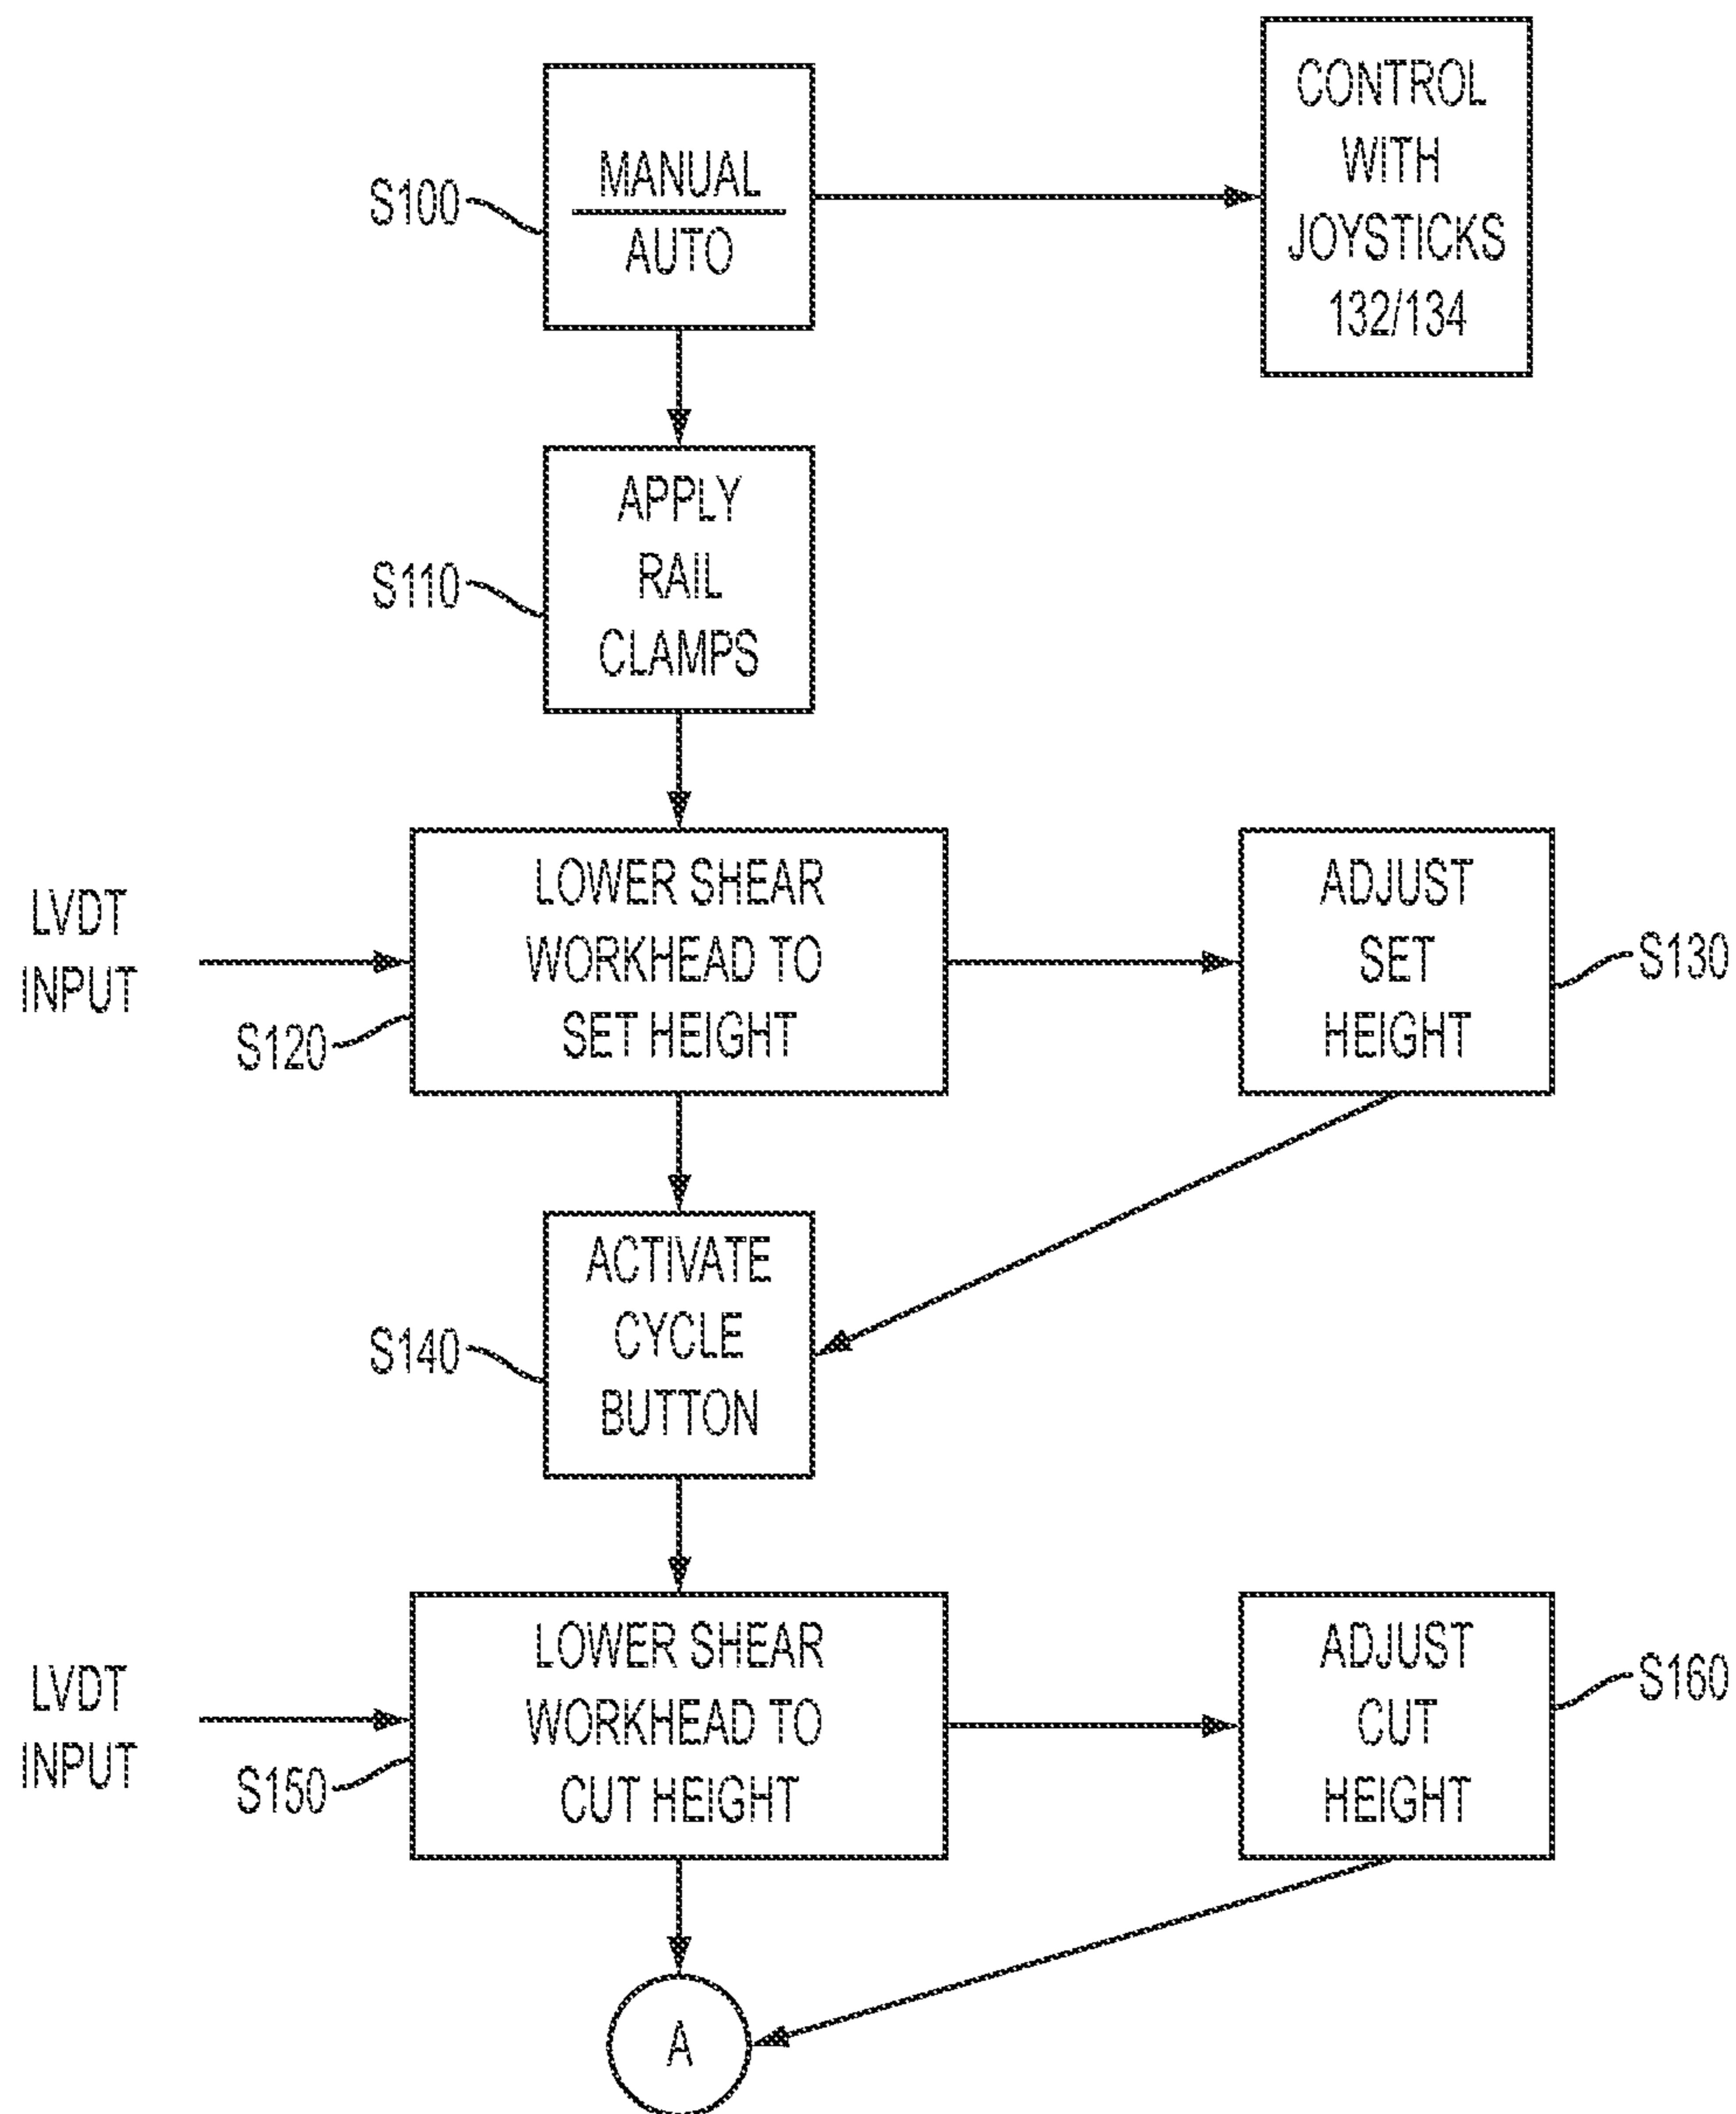 S100
MANUAL
AUTO
CONTROL
WITH
JOYSTICKS
132/134
S110
APPLY
RAIL
CLAMPS
LVDT
INPUT
S120
LOWER SHEAR
WORKHEAD TO
SET HEIGHT
ADJUST
SET
HEIGHT
S130
S140
ACTIVATE
CYCLE
BUTTON
LVDT
INPUT
S150
LOWER SHEAR
WORKHEAD TO
CUT HEIGHT
ADJUST
CUT
HEIGHT
S160
A